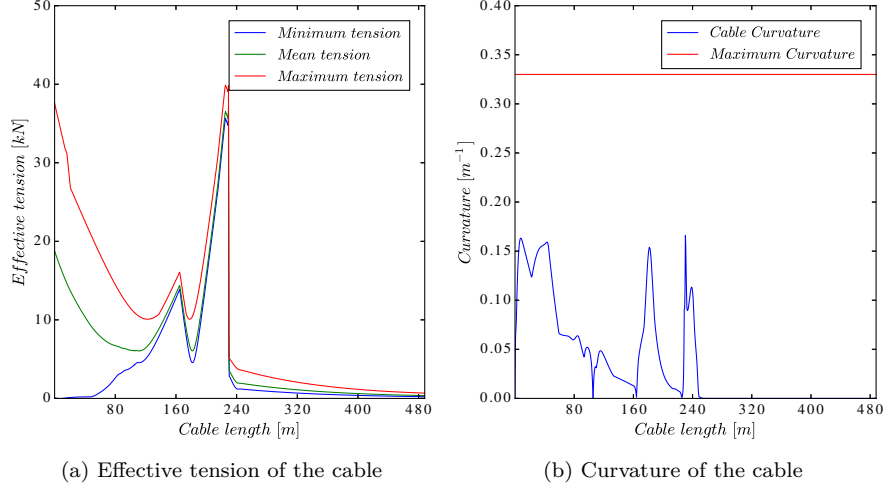 50
40
30
20
10
0
80
160
240
320
400
480
Effective tension [kN]
Cable length [m]
Minimum tension
Mean tension
Maximum tension
(a) Effective tension of the cable
0.40
0.35
0.30
0.25
0.20
0.15
0.10
0.05
0.00
80
160
240
320
400
480
Curvature [m⁻¹]
Cable length [m]
Cable Curvature
Maximum Curvature
(b) Curvature of the cable